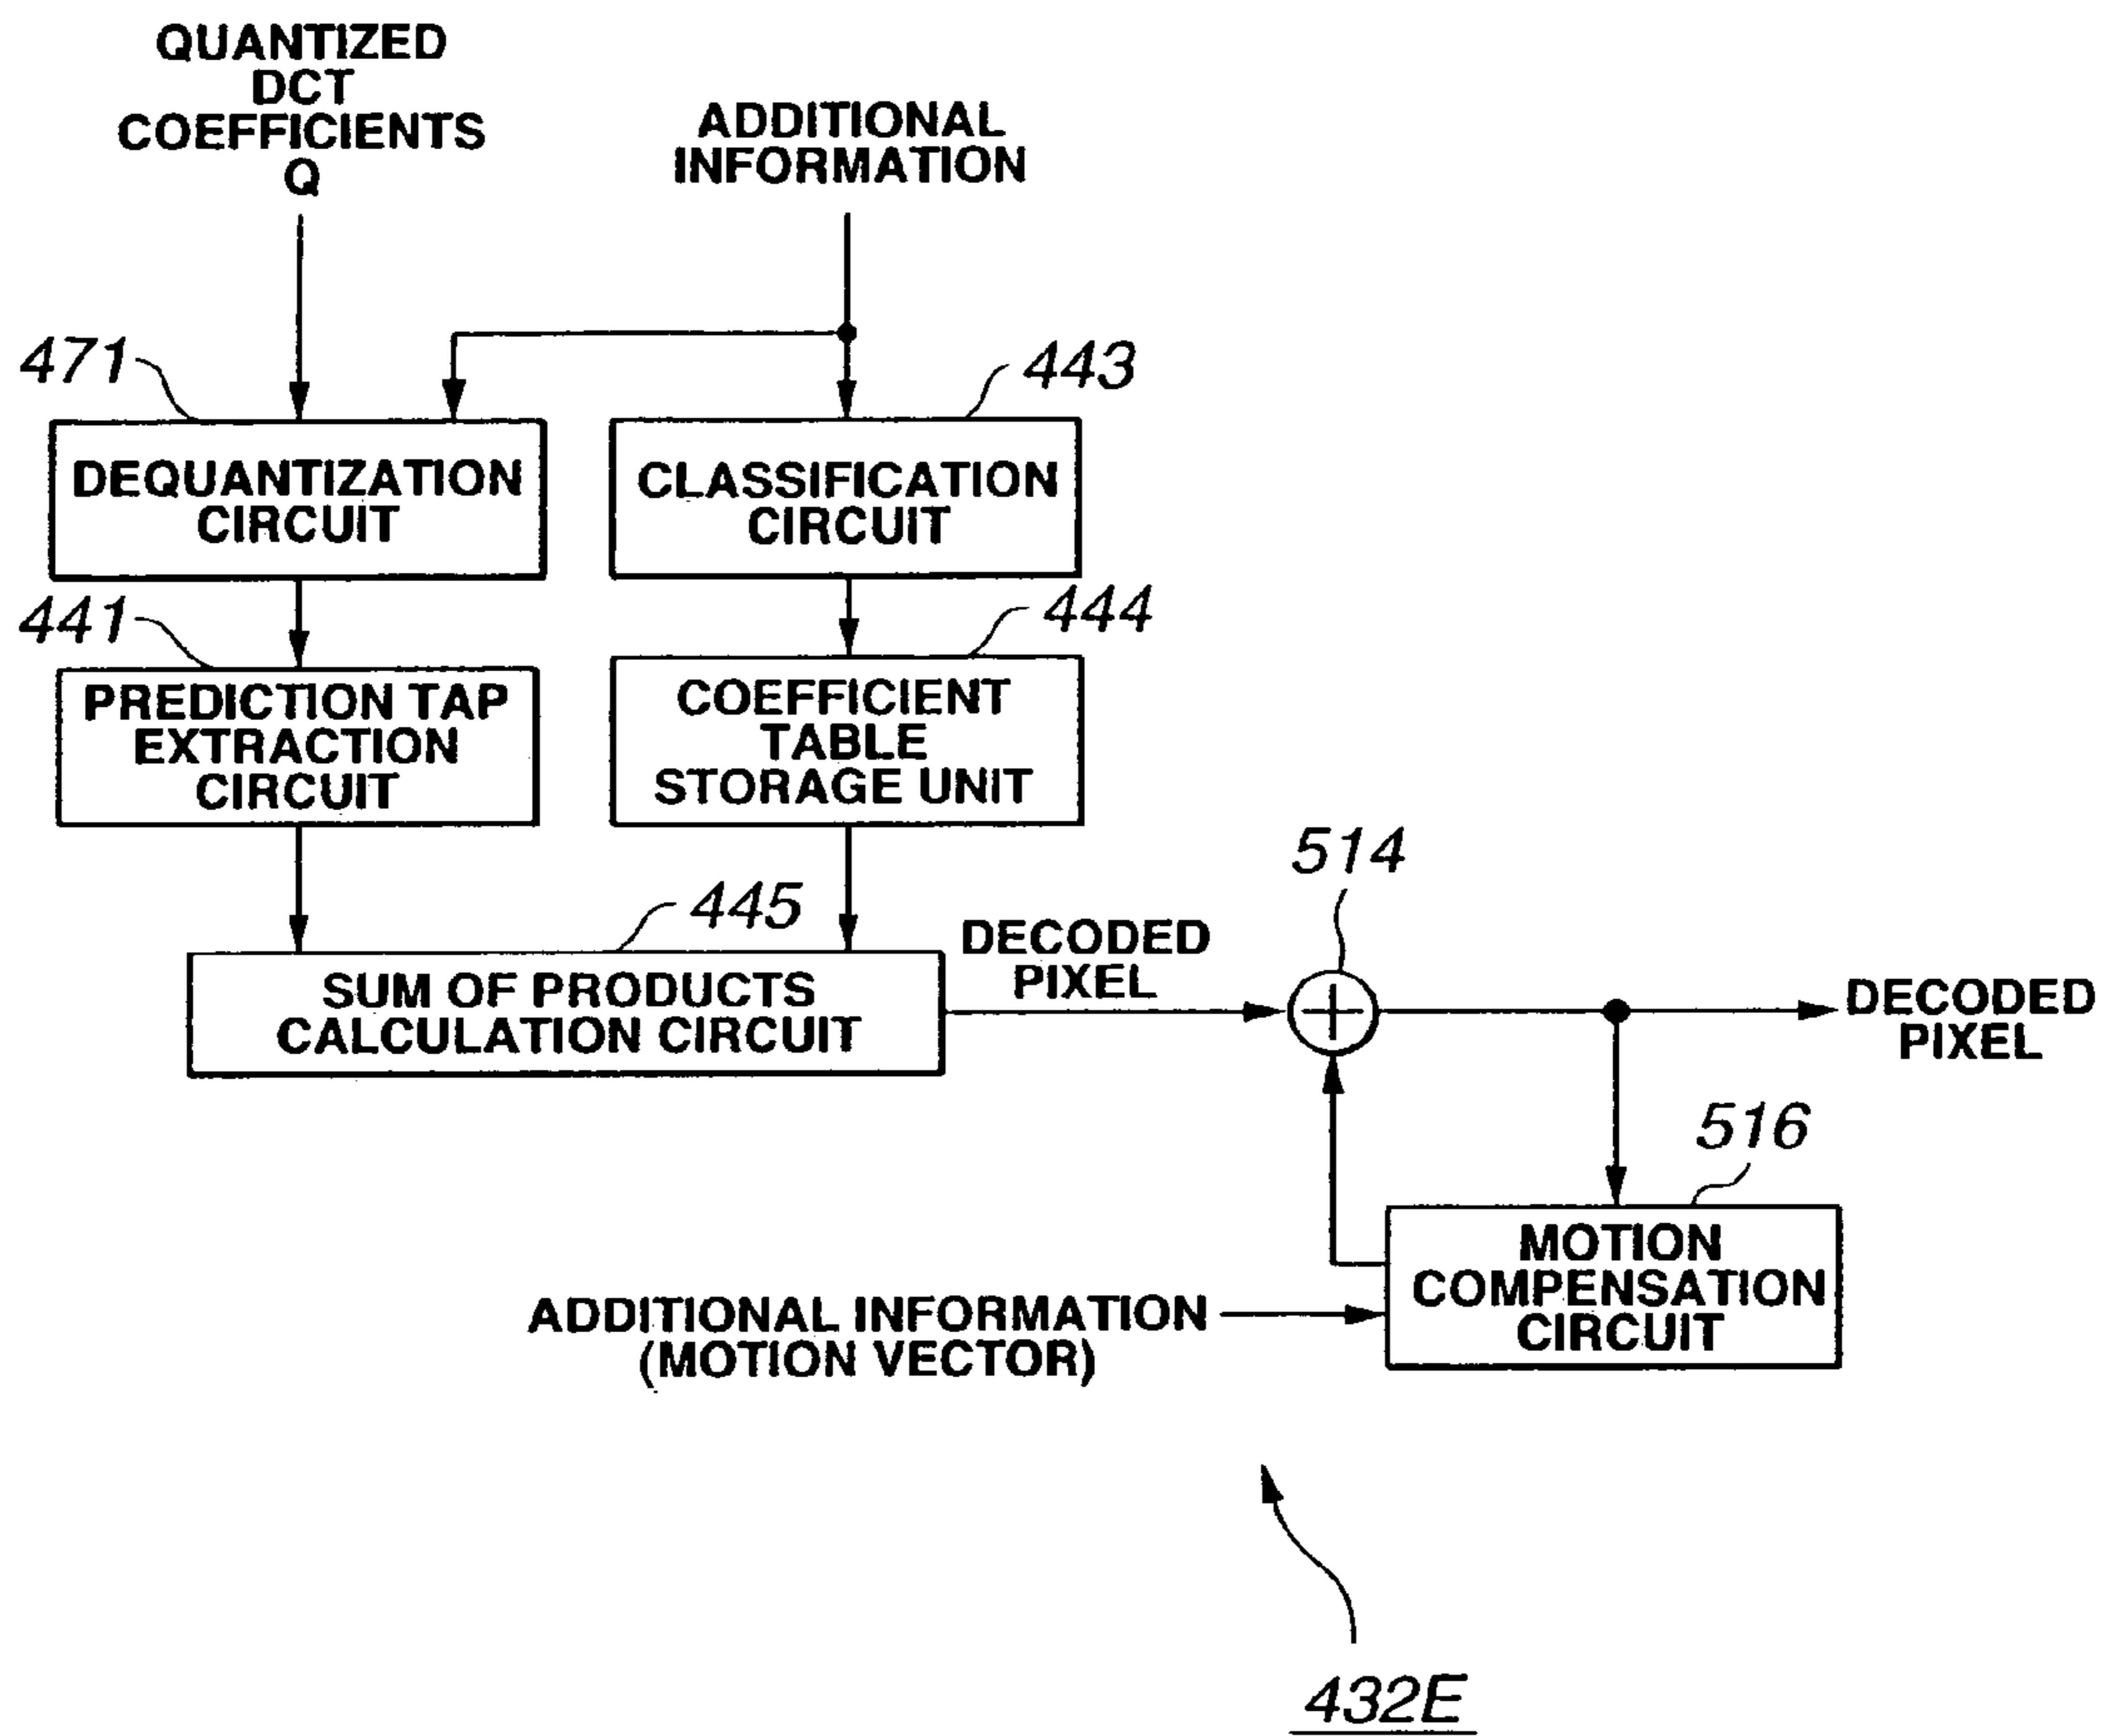 QUANTIZED
DCT
COEFFICIENTS
Q
ADDITIONAL
INFORMATION
471
443
DEQUANTIZATION
CIRCUIT
CLASSIFICATION
CIRCUIT
441
444
PREDICTION TAP
EXTRACTION
CIRCUIT
COEFFICIENT
TABLE
STORAGE UNIT
445
514
SUM OF PRODUCTS
CALCULATION CIRCUIT
DECODED
PIXEL
+
DECODED
PIXEL
516
MOTION
COMPENSATION
CIRCUIT
ADDITIONAL INFORMATION
(MOTION VECTOR)
432E